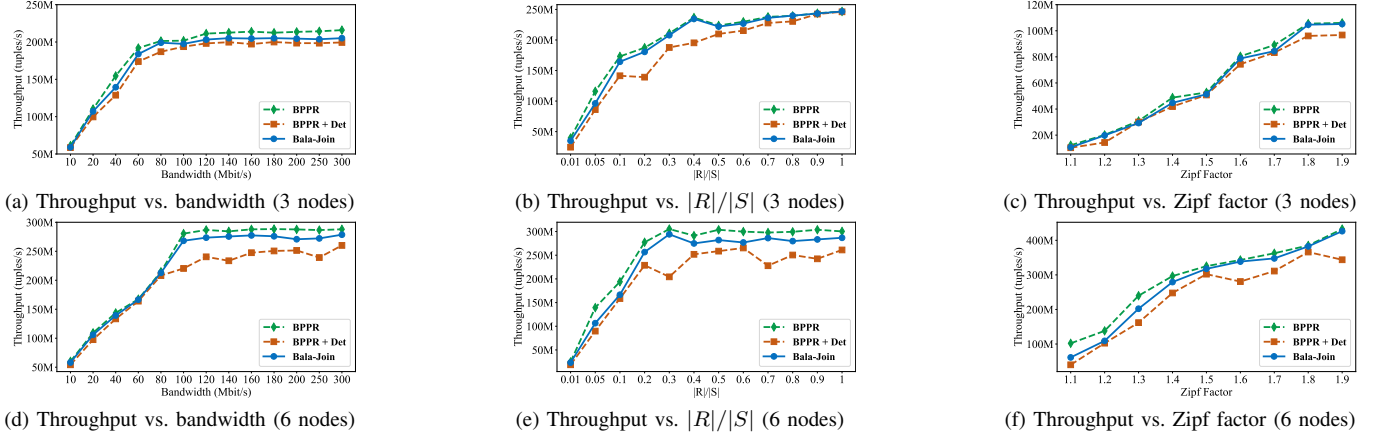 250M
200M
150M
100M
50M
Throughput (tuples/s)
BPPR
BPPR + Det
Bala-Join
10 20 40 60 80 100 120 140 160 180 200 250 300
Bandwidth (Mbit/s)
(a) Throughput vs. bandwidth (3 nodes)
250M
200M
150M
100M
50M
Throughput (tuples/s)
BPPR
BPPR + Det
Bala-Join
0.01 0.05 0.1 0.2 0.3 0.4 0.5 0.6 0.7 0.8 0.9 1
|R|/|S|
(b) Throughput vs. |R|/|S| (3 nodes)
120M
100M
80M
60M
40M
20M
Throughput (tuples/s)
BPPR
BPPR + Det
Bala-Join
1.1 1.2 1.3 1.4 1.5 1.6 1.7 1.8 1.9
Zipf Factor
(c) Throughput vs. Zipf factor (3 nodes)
300M
250M
200M
150M
100M
50M
Throughput (tuples/s)
BPPR
BPPR + Det
Bala-Join
10 20 40 60 80 100 120 140 160 180 200 250 300
Bandwidth (Mbit/s)
(d) Throughput vs. bandwidth (6 nodes)
300M
250M
200M
150M
100M
50M
Throughput (tuples/s)
BPPR
BPPR + Det
Bala-Join
0.01 0.05 0.1 0.2 0.3 0.4 0.5 0.6 0.7 0.8 0.9 1
|R|/|S|
(e) Throughput vs. |R|/|S| (6 nodes)
400M
300M
200M
100M
Throughput (tuples/s)
BPPR
BPPR + Det
Bala-Join
1.1 1.2 1.3 1.4 1.5 1.6 1.7 1.8 1.9
Zipf Factor
(f) Throughput vs. Zipf factor (6 nodes)